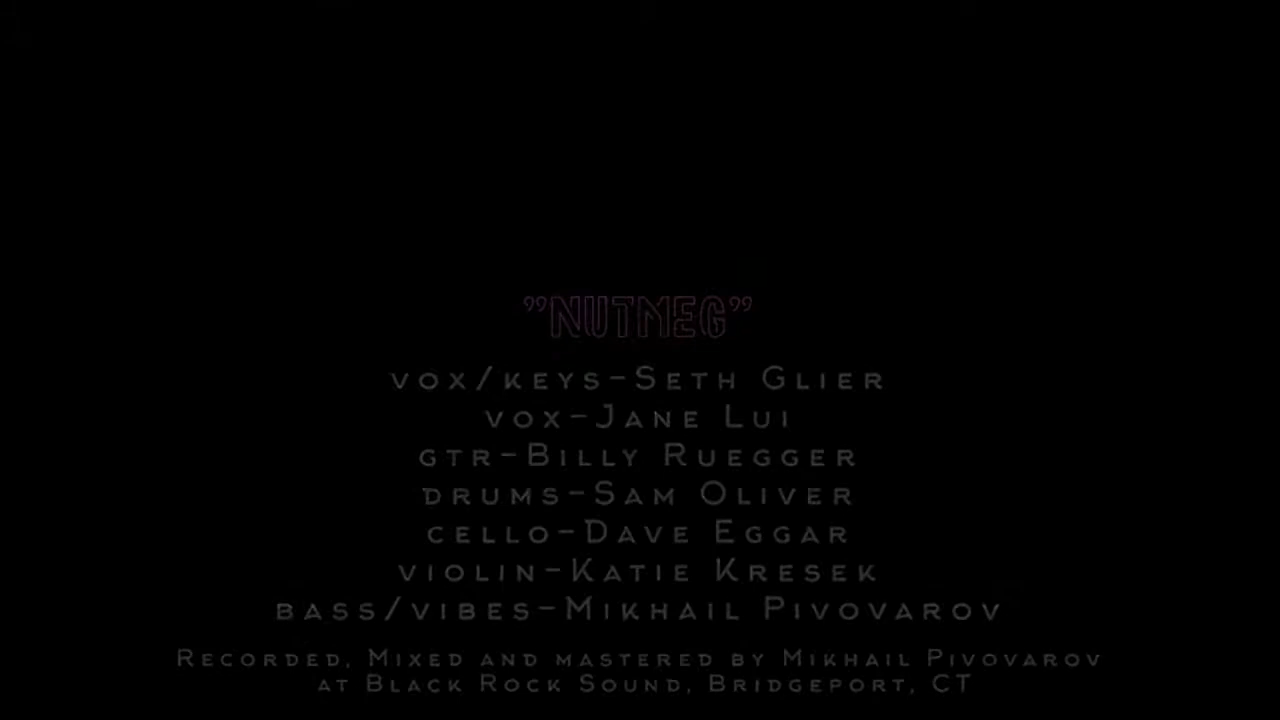 "NUTMEG"
VOX/KEYS-SETH GLIER
VOX-JANE LUI
GTR-BILLY RUEGGER
DRUMS-SAM OLIVER
CELLO-DAVE EGGAR
VIOLIN-KATIE KRESEK
BASS/VIBES-MIKHAIL PIVOVAROV
RECORDED, MIXED AND MASTERED BY MIKHAIL PIVOVAROV
AT BLACK ROCK SOUND, BRIDGEPORT, CT